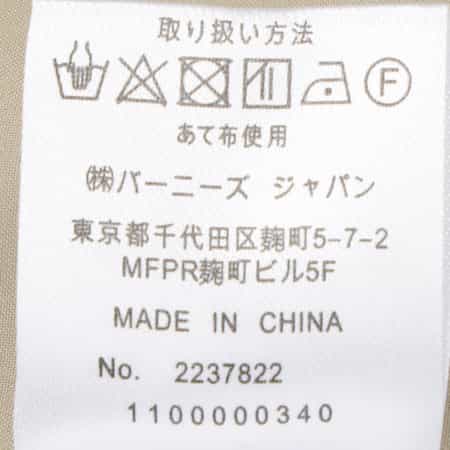 取り扱い方法
F
あて布使用
㈱バーニーズ ジャパン
東京都千代田区麹町5-7-2
MFPR麹町ビル5F
MADE IN CHINA
No. 2237822
1100000340